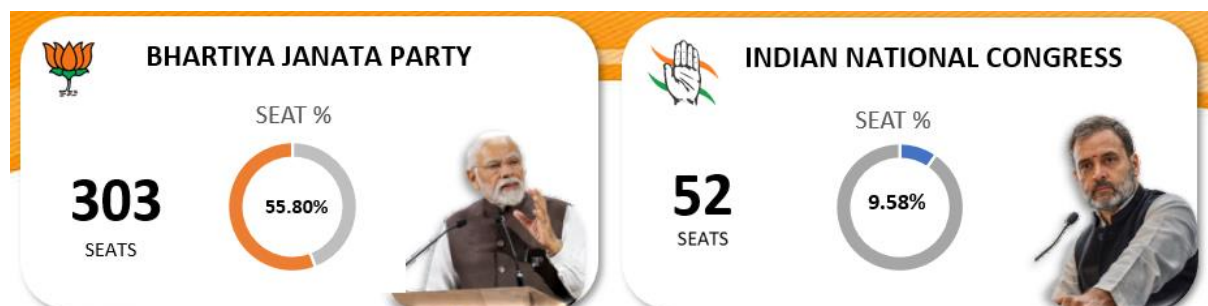 BHARTIYA JANATA PARTY
SEAT %
303
SEATS
55.80%
INDIAN NATIONAL CONGRESS
SEAT %
52
SEATS
9.58%